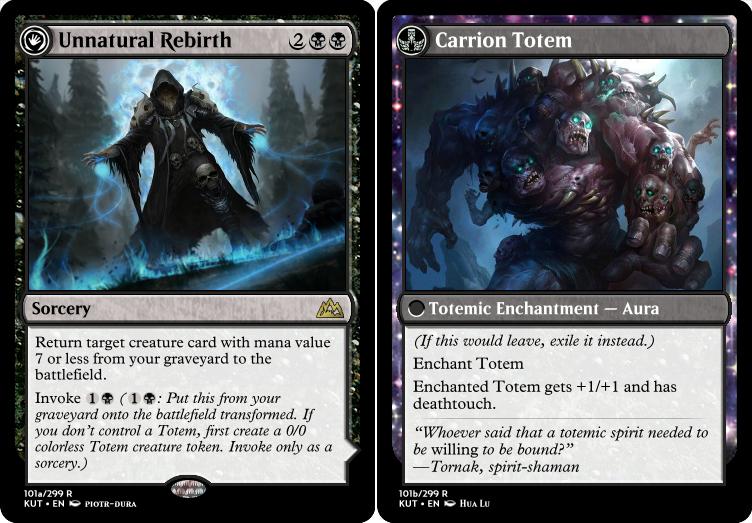 Unnatural Rebirth
2
Sorcery
Return target creature card with mana value
7 or less from your graveyard to the
battlefield.
Invoke 1 ( 1 : Put this from your
graveyard onto the battlefield transformed. If
you don't control a Totem, first create a 0/0
colorless Totem creature token. Invoke only as a
sorcery.)
101a/299 R
KUT • EN PIOTR-DURA
Carrion Totem
Totemic Enchantment — Aura
(If this would leave, exile it instead.)
Enchant Totem
Enchanted Totem gets +1/+1 and has
deathtouch.
"Whoever said that a totemic spirit needed to
be willing to be bound?"
—Tornak, spirit-shaman
101b/299 R
KUT • EN HUA LU